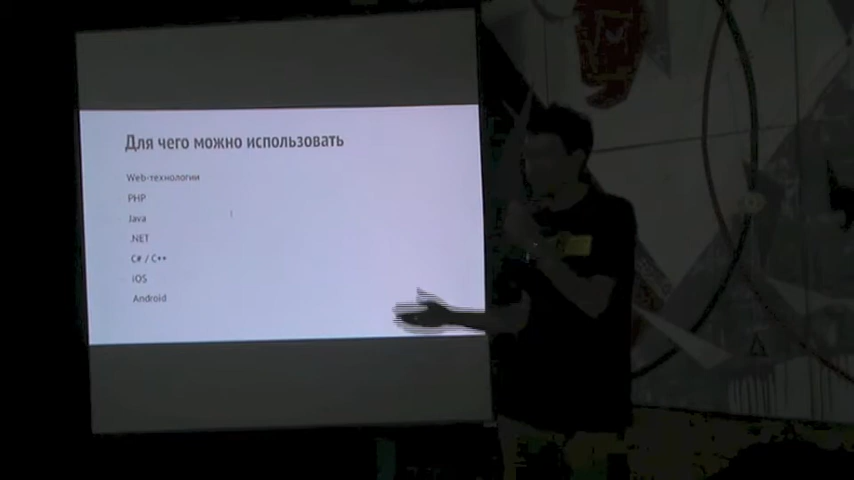 Для чего можно использовать
Web-технологии
PHP
Java
.NET
C# / C++
iOS
Android